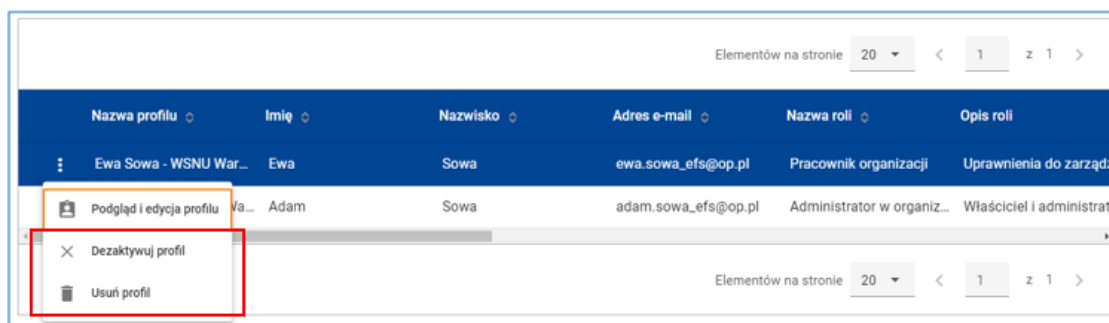 Elementów na stronie 20 1 z 1
Nazwa profilu Imię Nazwisko Adres e-mail Nazwa roli Opis roli
Ewa Sowa - WSNU War... Ewa Sowa ewa.sowa_efs@op.pl Pracownik organizacji Uprawnienia do zarządz
Podgląd i edycja profilu Wa... Adam Sowa adam.sowa_efs@op.pl Administrator w organiz... Właściciel i administrat
Dezaktywuj profil
Usuń profil
Elementów na stronie 20 1 z 1